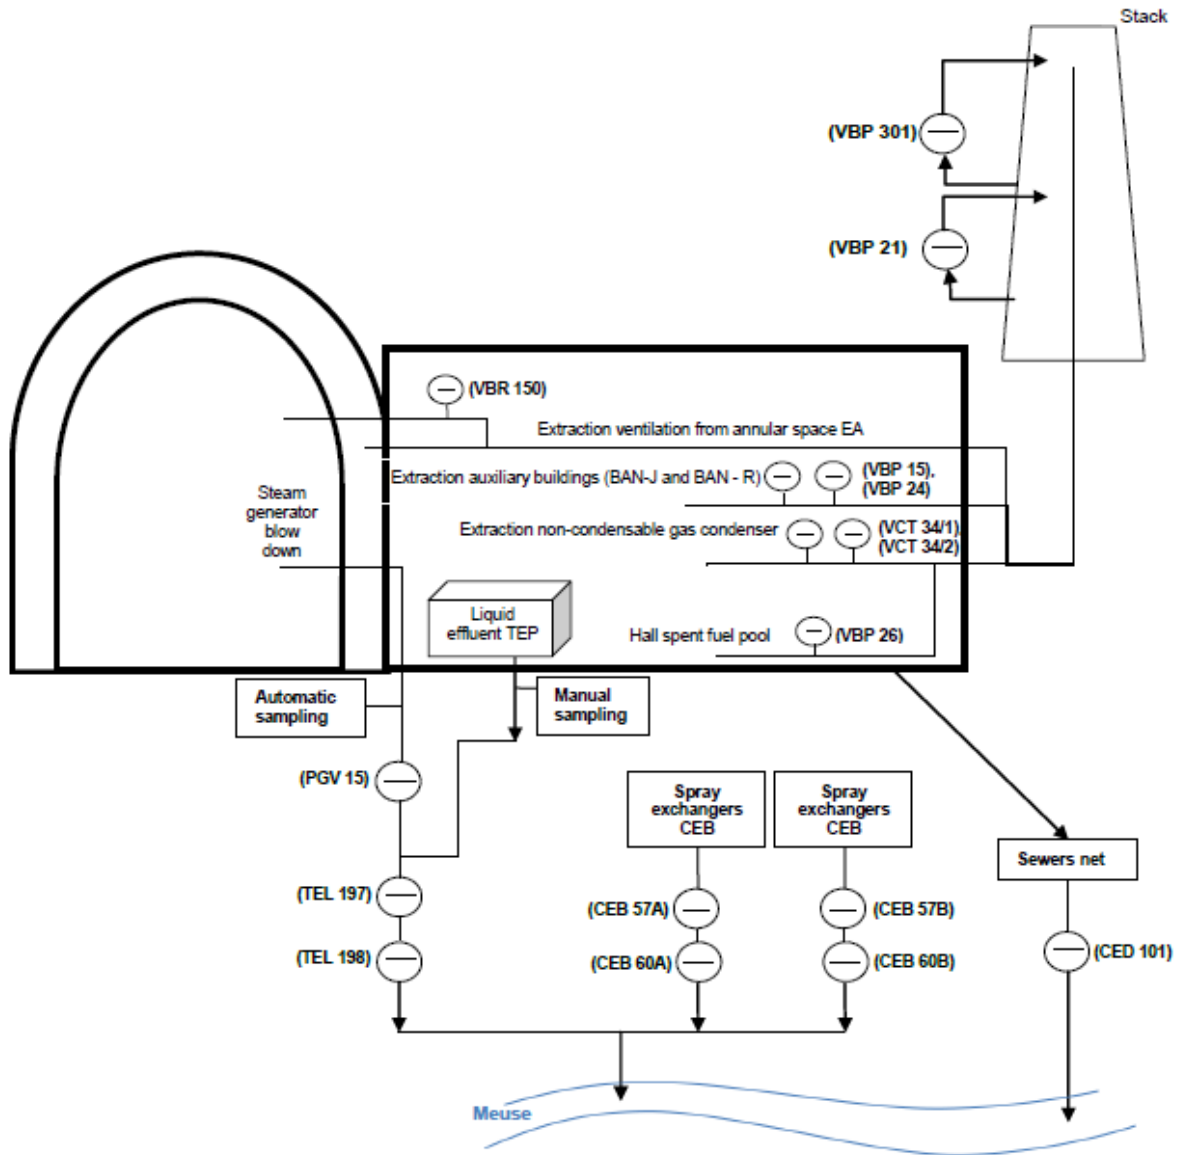 Stack
(VBP 301)
(VBP 21)
(VBR 150)
Extraction ventilation from annular space EA
Extraction auxiliary buildings (BAN-J and BAN - R)
(VBP 15),
(VBP 24)
Steam
generator
blow
down
Extraction non-condensable gas condenser
(VCT 34/1)
(VCT 34/2)
Liquid
effluent TEP
Hall spent fuel pool
(VBP 26)
Automatic
sampling
Manual
sampling
(PGV 15)
Spray
exchangers
CEB
Spray
exchangers
CEB
Sewers net
(TEL 197)
(CEB 57A)
(CEB 57B)
(TEL 198)
(CEB 60A)
(CEB 60B)
(CED 101)
Meuse